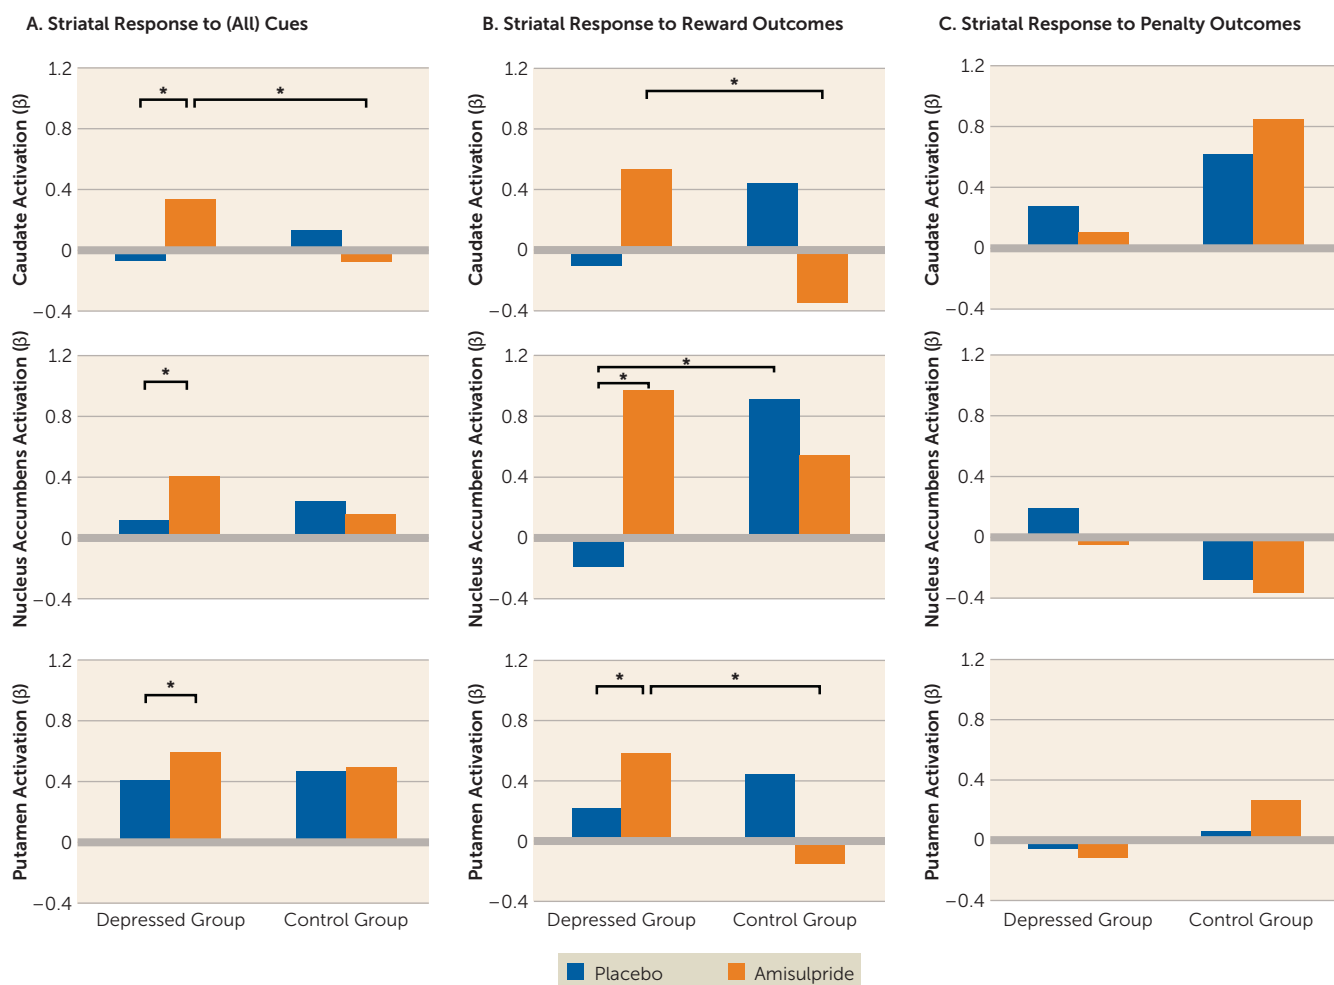 A. Striatal Response to (All) Cues
Caudate Activation (β)
1.2
0.8
0.4
0
−0.4
*
*
Nucleus Accumbens Activation (β)
1.2
0.8
0.4
0
−0.4
*
Putamen Activation (β)
1.2
0.8
0.4
0
−0.4
*
Depressed Group
Control Group
B. Striatal Response to Reward Outcomes
Caudate Activation (β)
1.2
0.8
0.4
0
−0.4
*
Nucleus Accumbens Activation (β)
1.2
0.8
0.4
0
−0.4
*
*
Putamen Activation (β)
1.2
0.8
0.4
0
−0.4
*
*
Depressed Group
Control Group
C. Striatal Response to Penalty Outcomes
Caudate Activation (β)
1.2
0.8
0.4
0
−0.4
Nucleus Accumbens Activation (β)
1.2
0.8
0.4
0
−0.4
Putamen Activation (β)
1.2
0.8
0.4
0
−0.4
Depressed Group
Control Group
Placebo
Amisulpride